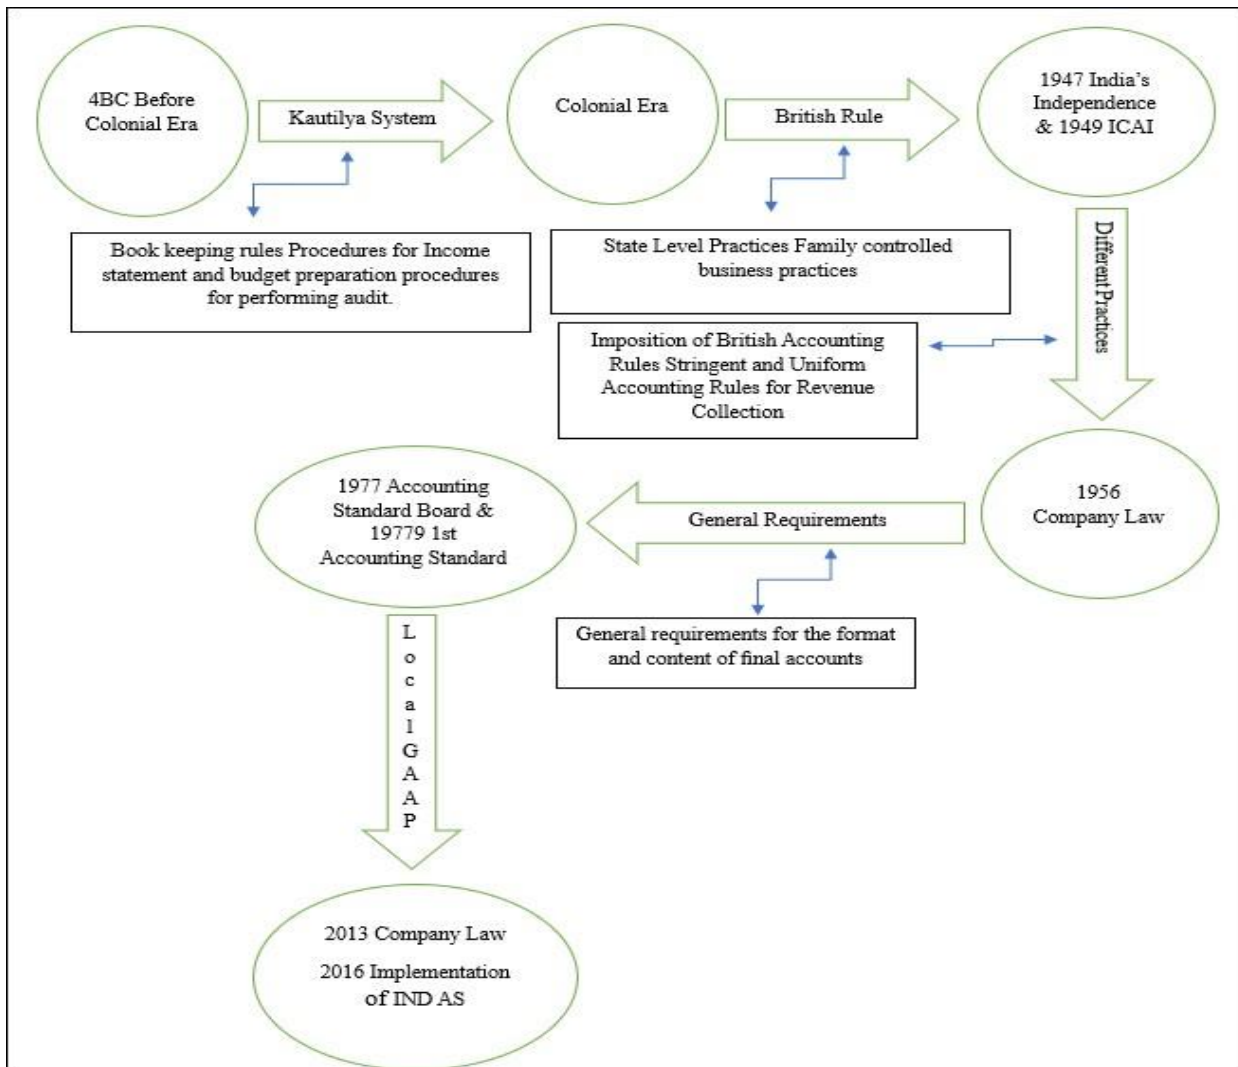 4BC Before
Colonial Era
Kautilya System
Colonial Era
British Rule
1947 India’s
Independence
& 1949 ICAI
Book keeping rules Procedures for Income
statement and budget preparation procedures
for performing audit.
State Level Practices Family controlled
business practices
Different Practices
Imposition of British Accounting
Rules Stringent and Uniform
Accounting Rules for Revenue
Collection
1956
Company Law
General Requirements
1977 Accounting
Standard Board &
19779 1st
Accounting Standard
General requirements for the format
and content of final accounts
Local GAAP
2013 Company Law
2016 Implementation
of IND AS